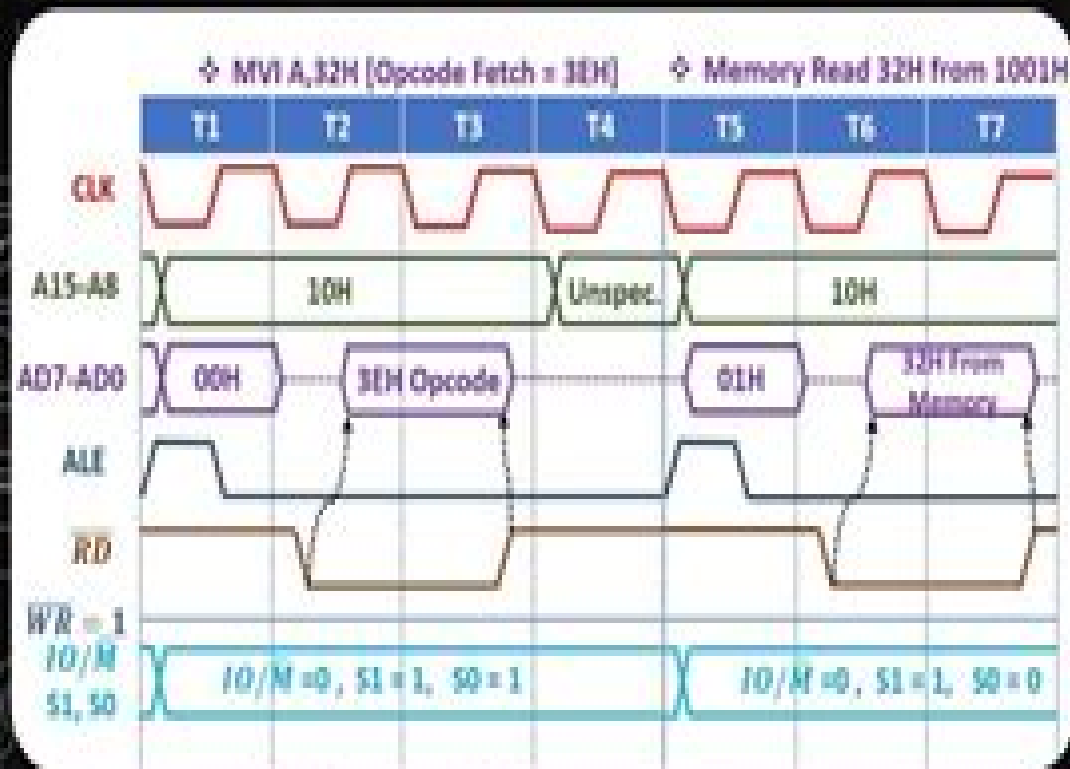 ❖ MVI A,32H [Opcode Fetch = 3EH] ❖ Memory Read 32H from 1001H
T1 T2 T3 T4 T5 T6 T7
CLK
A15-A8 10H Unspec. 10H
AD7-AD0 00H 3EH Opcode 01H 32H From
Memory
ALE
R̅D̅
W̅R̅ = 1
IO/M̅ IO/M̅ =0 , S1 = 1, S0 = 1 IO/M̅ =0, S1 = 1, S0 = 0
S1, S0